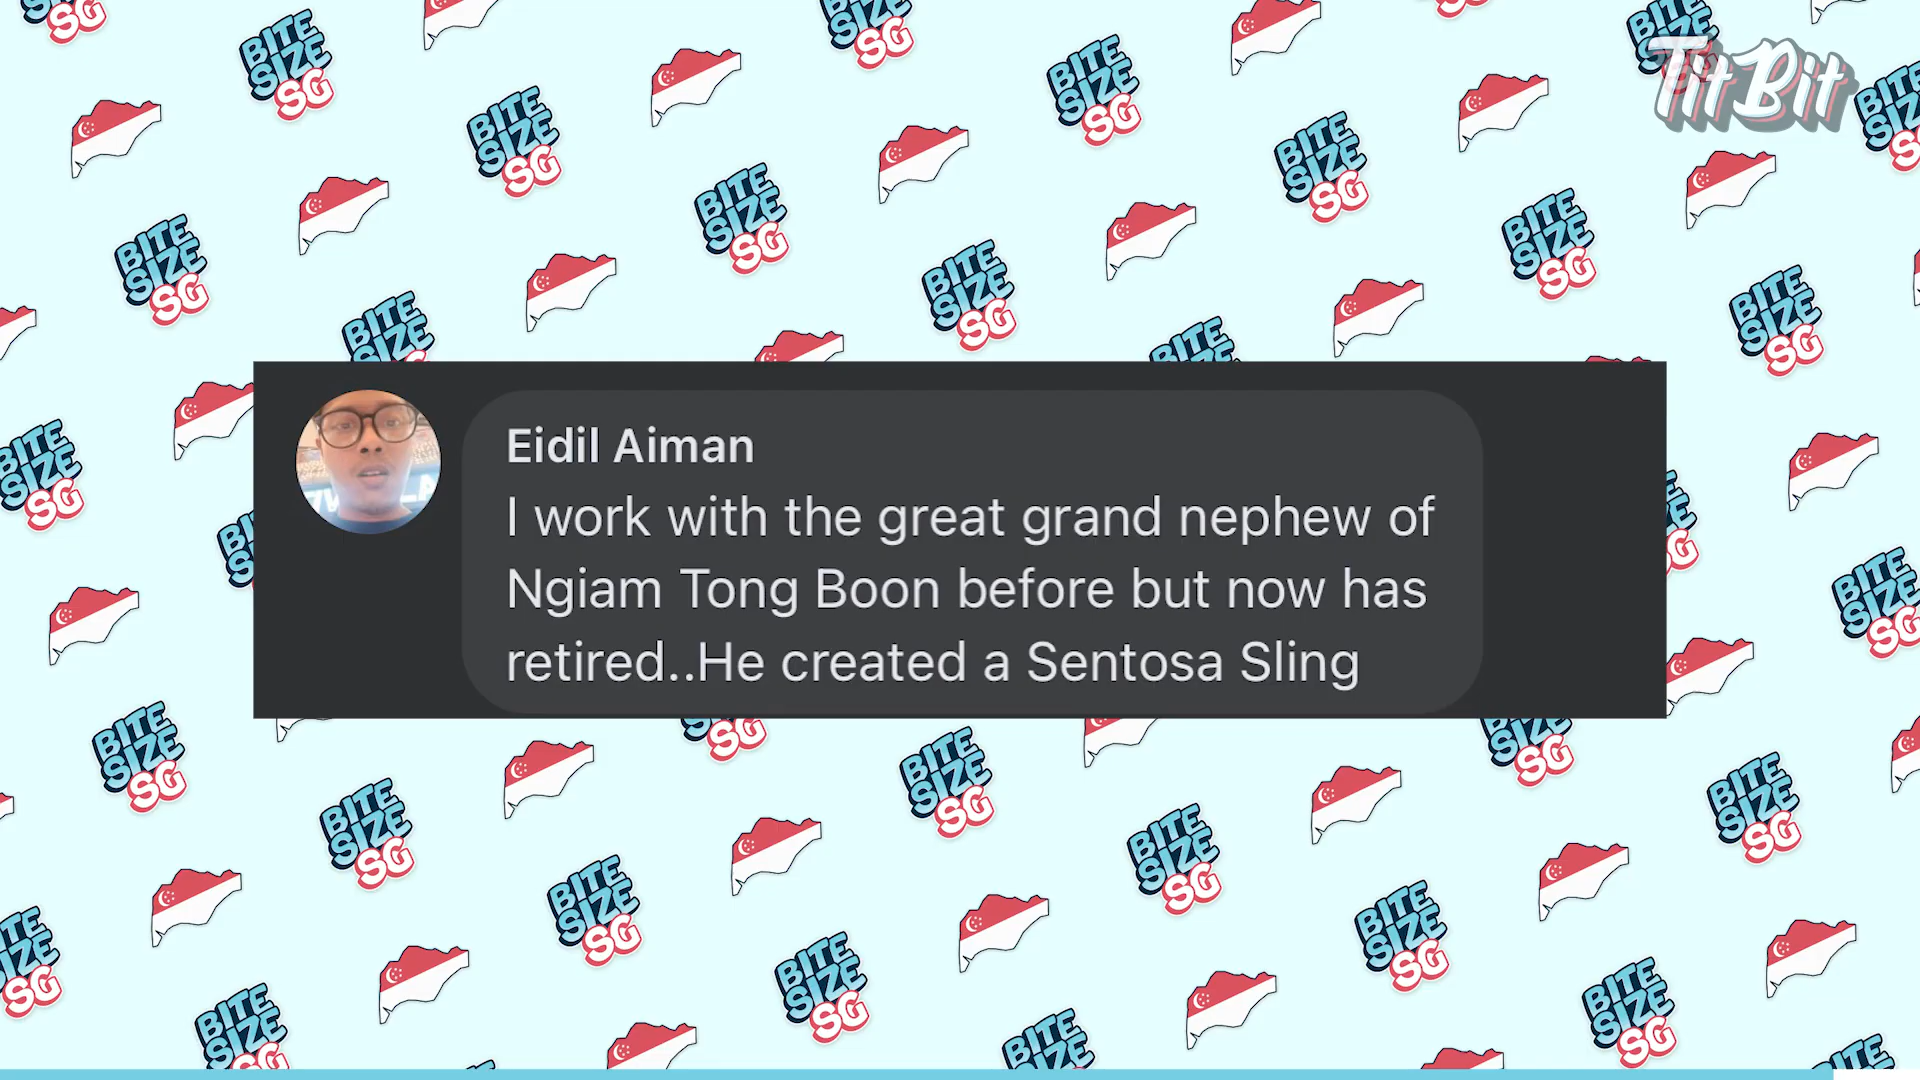 TitBit
Eidil Aiman
I work with the great grand nephew of
Ngiam Tong Boon before but now has
retired..He created a Sentosa Sling
BITE
SIZE
SG